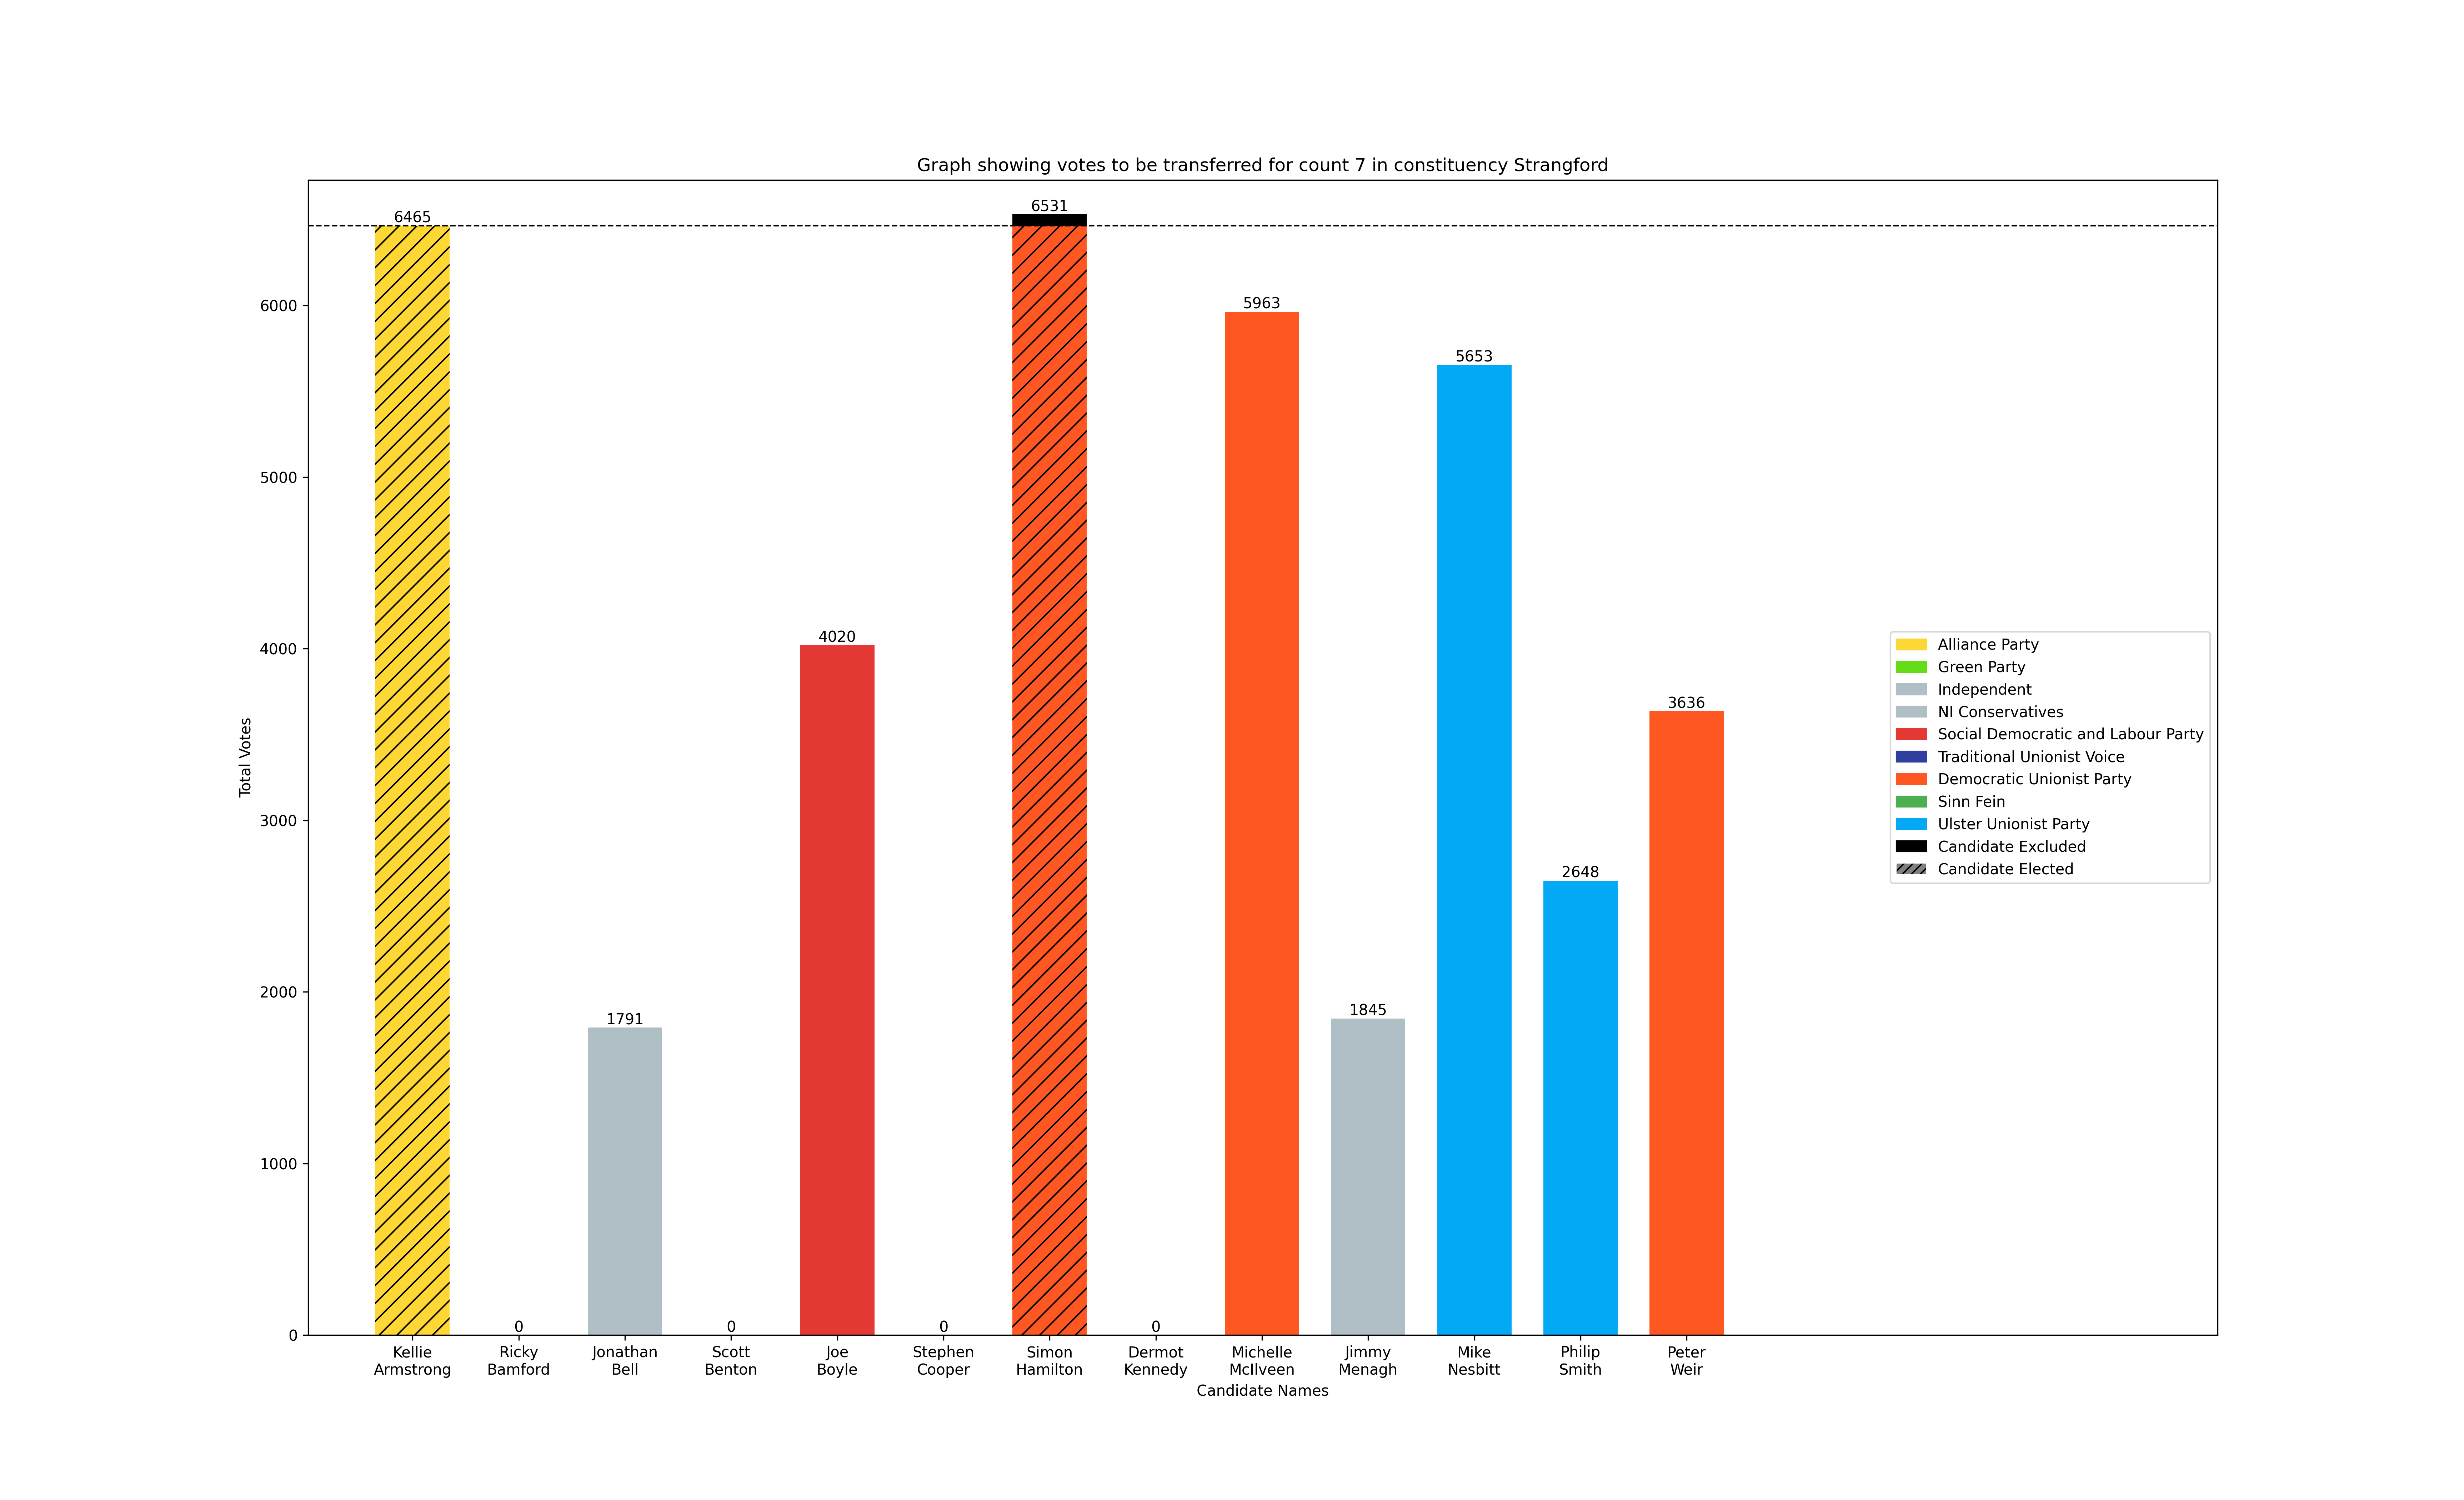 Graph showing votes to be transferred for count 7 in constituency Strangford
Total Votes
6000
5000
4000
3000
2000
1000
0
6465
0
1791
0
4020
0
6531
0
5963
1845
5653
2648
3636
Kellie
Armstrong
Ricky
Bamford
Jonathan
Bell
Scott
Benton
Joe
Boyle
Stephen
Cooper
Simon
Hamilton
Dermot
Kennedy
Michelle
McIlveen
Jimmy
Menagh
Mike
Nesbitt
Philip
Smith
Peter
Weir
Candidate Names
Alliance Party
Green Party
Independent
NI Conservatives
Social Democratic and Labour Party
Traditional Unionist Voice
Democratic Unionist Party
Sinn Fein
Ulster Unionist Party
Candidate Excluded
Candidate Elected